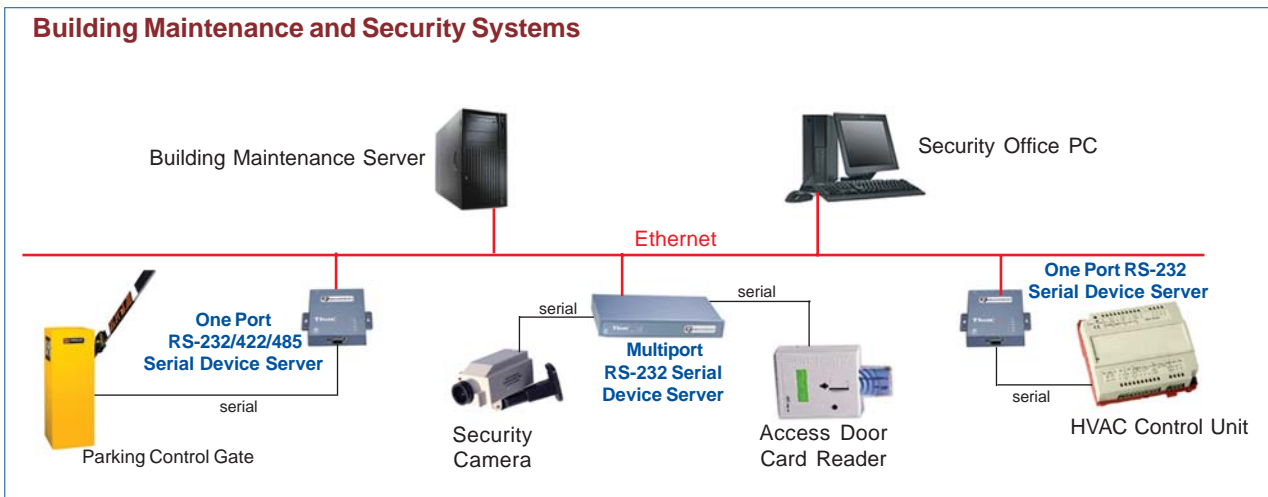 Building Maintenance and Security Systems
Building Maintenance Server
Security Office PC
Ethernet
One Port
RS-232/422/485
Serial Device Server
serial
Parking Control Gate
serial
serial
Multiport
RS-232 Serial
Device Server
Security
Camera
Access Door
Card Reader
One Port RS-232
Serial Device Server
serial
HVAC Control Unit